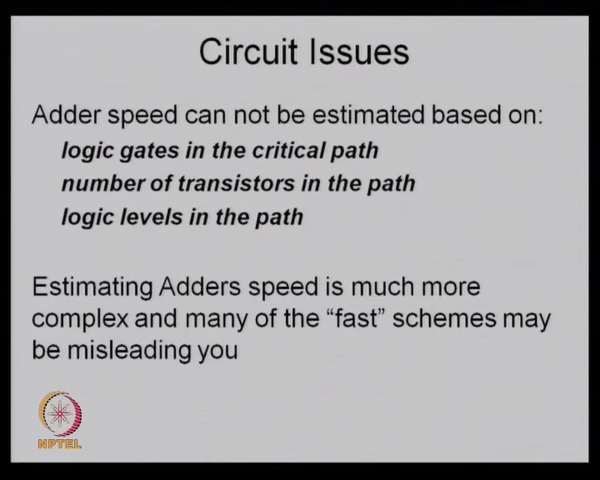 Circuit Issues
Adder speed can not be estimated based on:
logic gates in the critical path
number of transistors in the path
logic levels in the path
Estimating Adders speed is much more
complex and many of the “fast” schemes may
be misleading you
NPTEL